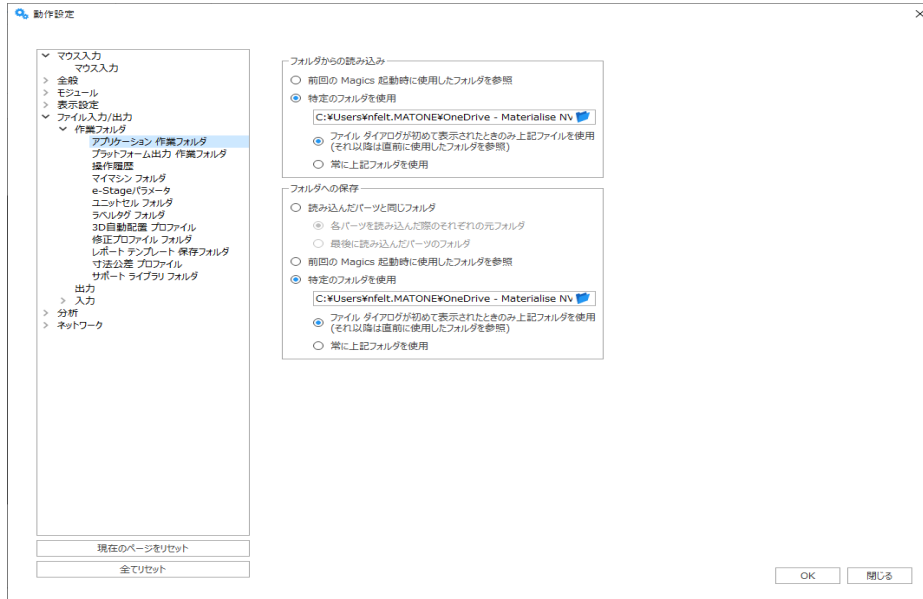 動作設定
マウス入力
マウス入力
全般
モジュール
表示設定
ファイル入力/出力
作業フォルダ
アプリケーション 作業フォルダ
プラットフォーム出力 作業フォルダ
操作履歴
マイマシン フォルダ
e-Stageパラメータ
ユニットセル フォルダ
ラベルタグ フォルダ
3D自動配置 プロファイル
修正プロファイル フォルダ
レポート テンプレート 保存フォルダ
寸法公差 プロファイル
サポート ライブラリ フォルダ
出力
入力
分析
ネットワーク
現在のページをリセット
全てリセット
フォルダからの読み込み
前回の Magics 起動時に使用したフォルダを参照
特定のフォルダを使用
C:¥Users¥nfelt.MATONE¥OneDrive - Materialise NV
ファイル ダイアログが初めて表示されたときのみ上記ファイルを使用
(それ以降は直前に使用したフォルダを参照)
常に上記フォルダを使用
フォルダへの保存
読み込んだパーツと同じフォルダ
各パーツを読み込んだ際のそれぞれの元フォルダ
最後に読み込んだパーツのフォルダ
前回の Magics 起動時に使用したフォルダを参照
特定のフォルダを使用
C:¥Users¥nfelt.MATONE¥OneDrive - Materialise NV
ファイル ダイアログが初めて表示されたときのみ上記フォルダを使用
(それ以降は直前に使用したフォルダを参照)
常に上記フォルダを使用
OK
閉じる